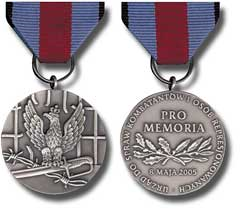 PRO
MEMORIA
8 MAJA 2005
URZĄD DO SPRAW KOMBATANTÓW I OSÓB REPRESJONOWANYCH